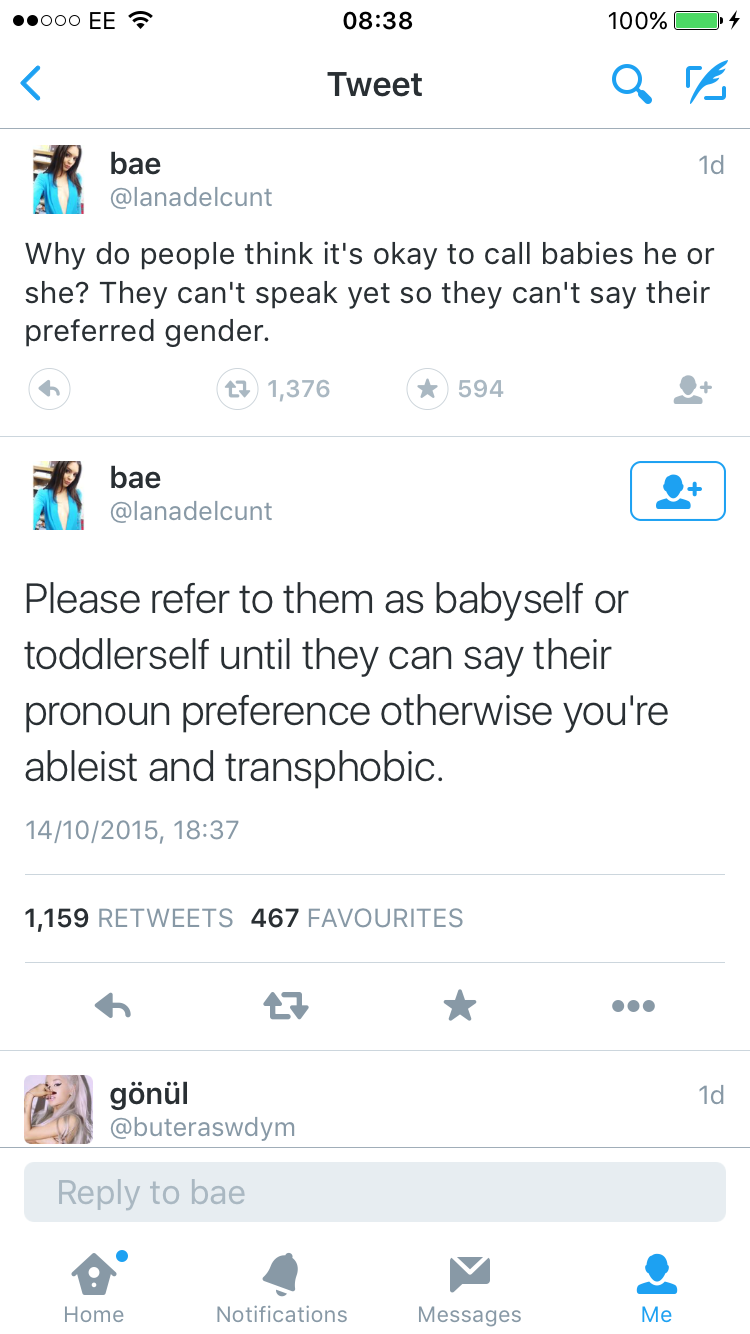 EE 08:38 100%
Tweet
bae 1d
@lanadelcunt
Why do people think it's okay to call babies he or
she? They can't speak yet so they can't say their
preferred gender.
1,376 594
bae
@lanadelcunt
Please refer to them as babyself or
toddlerself until they can say their
pronoun preference otherwise you're
ableist and transphobic.
14/10/2015, 18:37
1,159 RETWEETS 467 FAVOURITES
gönül 1d
@buteraswdym
Reply to bae
Home Notifications Messages Me